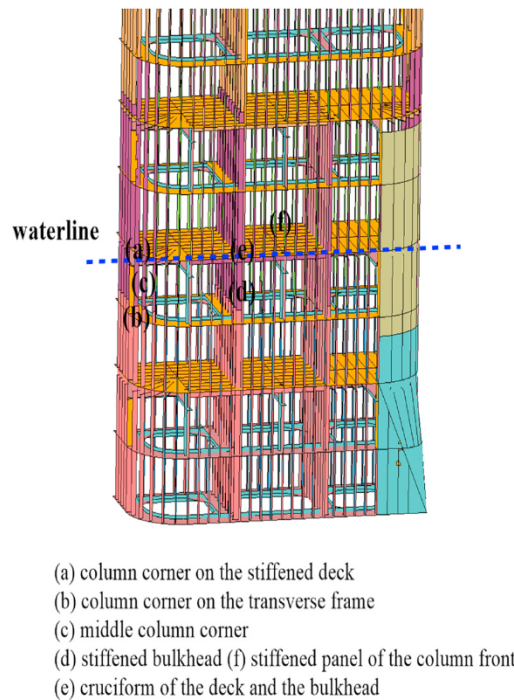 (f)
waterline
(a)
(e)
(c)
(d)
(b)
(a) column corner on the stiffened deck
(b) column corner on the transverse frame
(c) middle column corner
(d) stiffened bulkhead (f) stiffened panel of the column front
(e) cruciform of the deck and the bulkhead